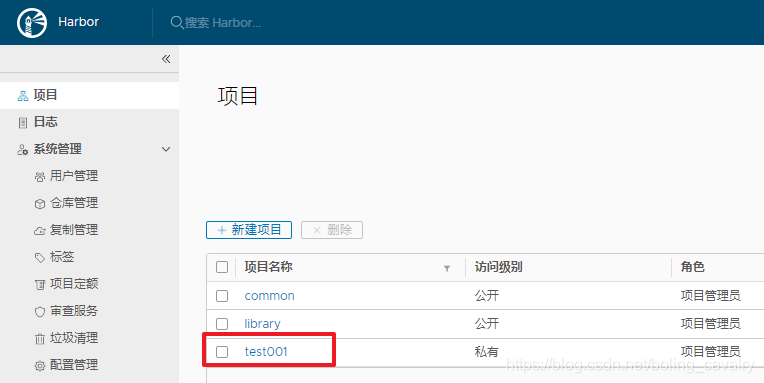 Harbor
搜索 Harbor...
项目
日志
系统管理
用户管理
仓库管理
复制管理
标签
项目定额
审查服务
垃圾清理
配置管理
项目
+ 新建项目
× 删除
项目名称 访问级别 角色
common 公开 项目管理员
library 公开 项目管理员
test001 私有 项目管理员
https://blog.csdn.net/boling_cavalry